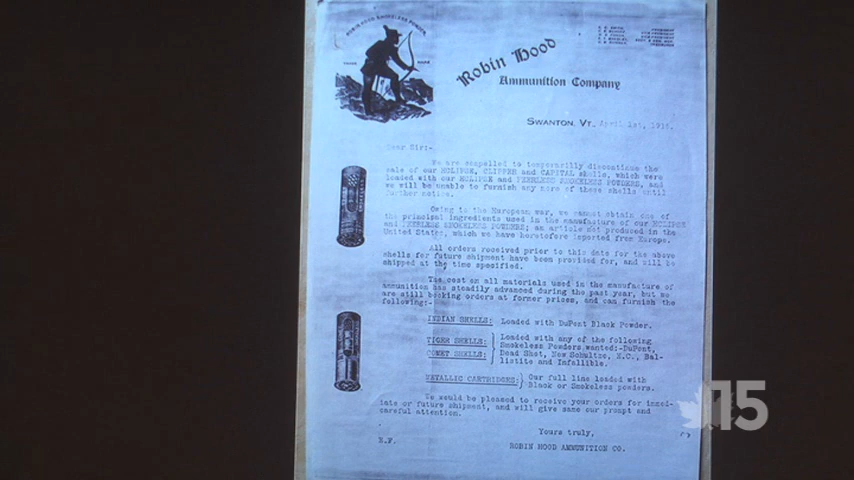 ROBIN HOOD SMOKELESS POWDER
TRADE MARK
Robin Hood
Ammunition Company
SWANTON, VT., April 1st, 1915.
Dear Sir:-
We are compelled to temporarily discontinue the
sale of our ECLIPSE, CLIPPER and CAPITAL shells, which were
loaded with our ECLIPSE and PEERLESS SMOKELESS POWDERS, and
we will be unable to furnish any more of these shells until
further notice.
Owing to the European war, we cannot obtain one of
the principal ingredients used in the manufacture of our ECLIPSE
and PEERLESS SMOKELESS POWDERS; an article not produced in the
United States, which we have heretofore imported from Europe.
All orders received prior to this date for the above
shells for future shipment have been provided for, and will be
shipped at the time specified.
The cost on all materials used in the manufacture of
ammunition has steadily advanced during the past year, but we
are still booking orders at former prices, and can furnish the
following:-
INDIAN SHELLS: Loaded with DuPont Black Powder.
TIGER SHELLS: Loaded with any of the following
Smokeless Powders wanted:-DuPont,
COMET SHELLS: Dead Shot, New Schultze, E.C., Bal-
listite and Infallible.
METALLIC CARTRIDGES: Our full line loaded with
Black or Smokeless powders.
We would be pleased to receive your orders for immed-
iate or future shipment, and will give same our prompt and
careful attention.
Yours truly,
ROBIN HOOD AMMUNITION CO.
15